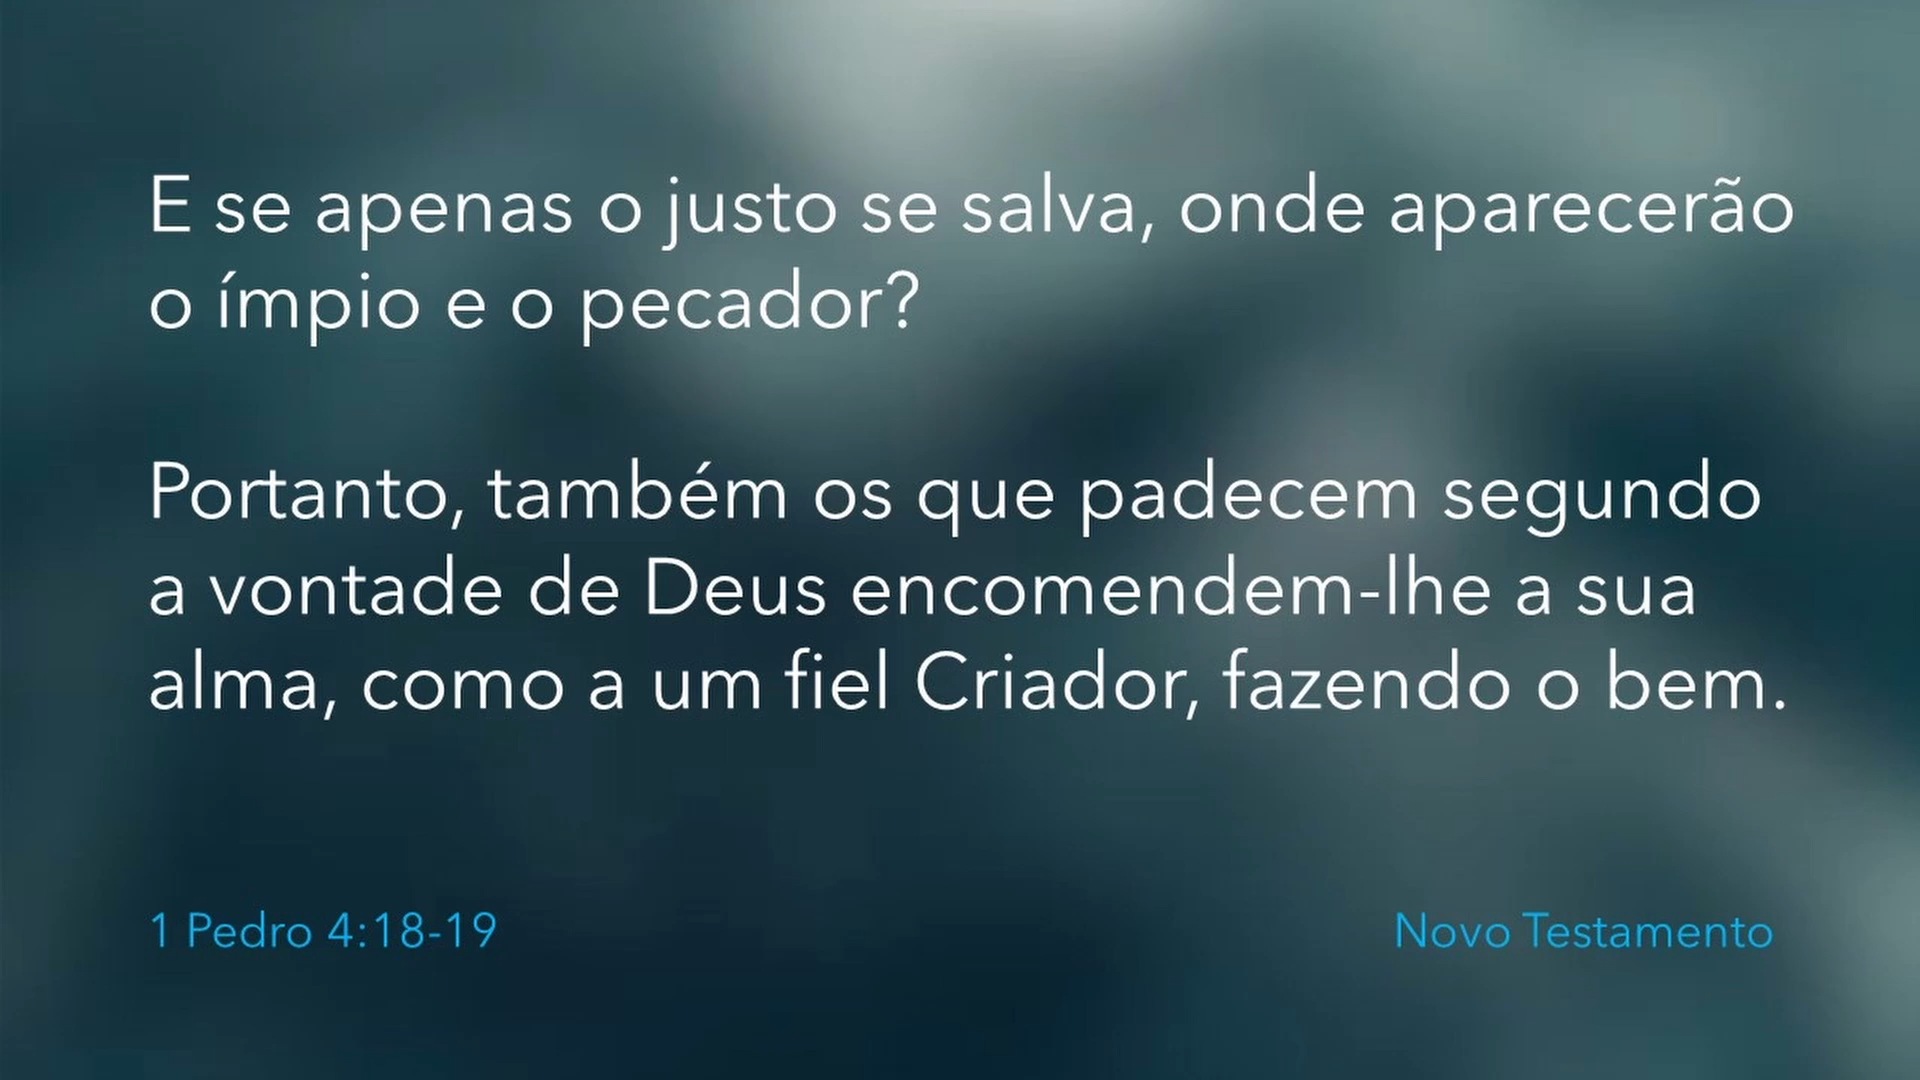 E se apenas o justo se salva, onde aparecerão
o ímpio e o pecador?
Portanto, também os que padecem segundo
a vontade de Deus encomendem-lhe a sua
alma, como a um fiel Criador, fazendo o bem.
1 Pedro 4:18-19
Novo Testamento